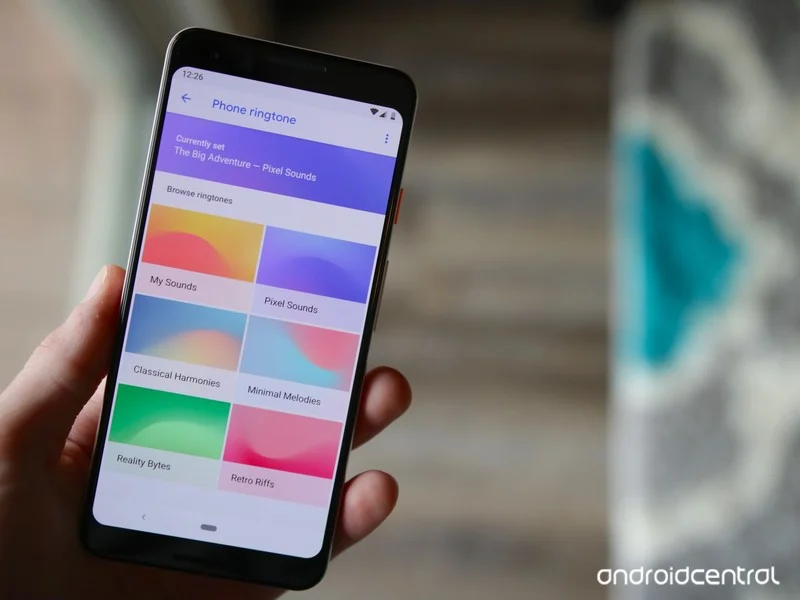 12:26
Phone ringtone
Currently set
The Big Adventure — Pixel Sounds
Browse ringtones
My Sounds
Pixel Sounds
Classical Harmonies
Minimal Melodies
Reality Bytes
Retro Riffs
androidcentral